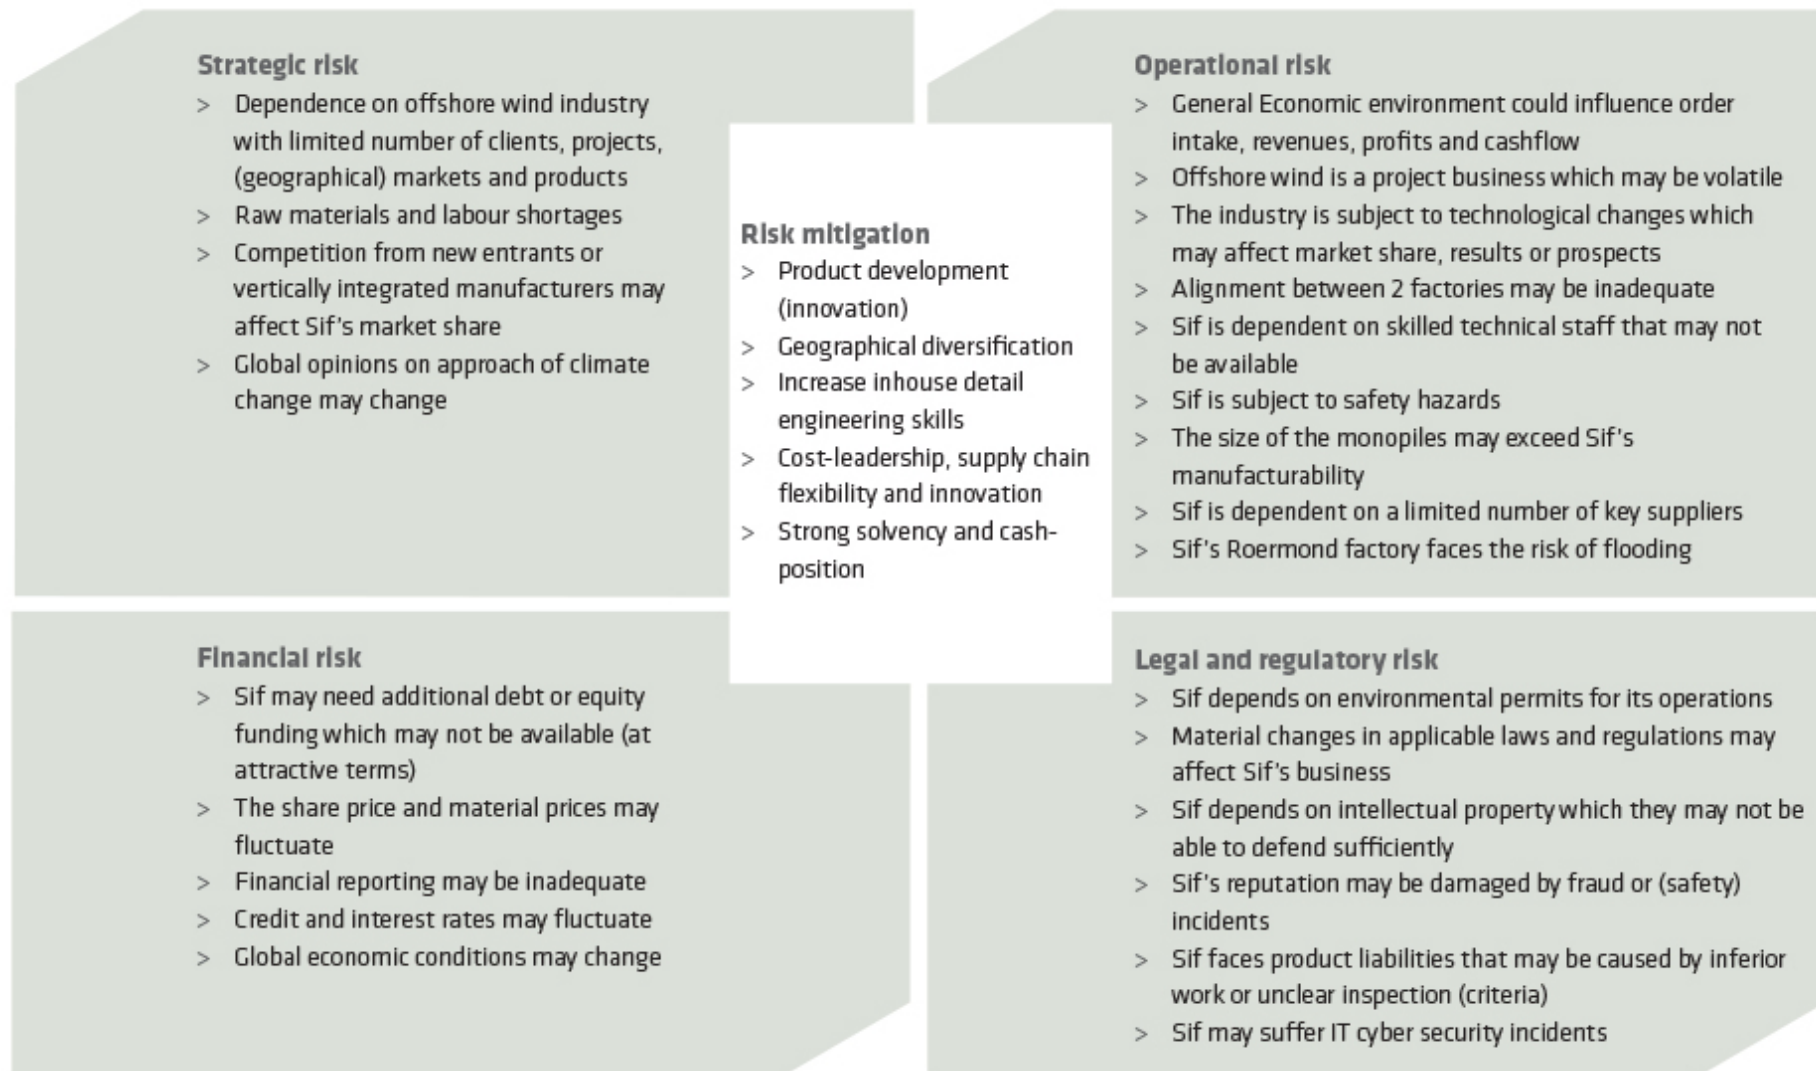 Strategic risk
> Dependence on offshore wind industry
with limited number of clients, projects,
(geographical) markets and products
> Raw materials and labour shortages
> Competition from new entrants or
vertically integrated manufacturers may
affect Sif's market share
> Global opinions on approach of climate
change may change
Risk mitigation
> Product development
(innovation)
> Geographical diversification
> Increase inhouse detail
engineering skills
> Cost-leadership, supply chain
flexibility and innovation
> Strong solvency and cash-
position
Operational risk
> General Economic environment could influence order
intake, revenues, profits and cashflow
> Offshore wind is a project business which may be volatile
> The industry is subject to technological changes which
may affect market share, results or prospects
> Alignment between 2 factories may be inadequate
> Sif is dependent on skilled technical staff that may not
be available
> Sif is subject to safety hazards
> The size of the monopiles may exceed Sif's
manufacturability
> Sif is dependent on a limited number of key suppliers
> Sif's Roermond factory faces the risk of flooding
Financial risk
> Sif may need additional debt or equity
funding which may not be available (at
attractive terms)
> The share price and material prices may
fluctuate
> Financial reporting may be inadequate
> Credit and interest rates may fluctuate
> Global economic conditions may change
Legal and regulatory risk
> Sif depends on environmental permits for its operations
> Material changes in applicable laws and regulations may
affect Sif's business
> Sif depends on intellectual property which they may not be
able to defend sufficiently
> Sif's reputation may be damaged by fraud or (safety)
incidents
> Sif faces product liabilities that may be caused by inferior
work or unclear inspection (criteria)
> Sif may suffer IT cyber security incidents